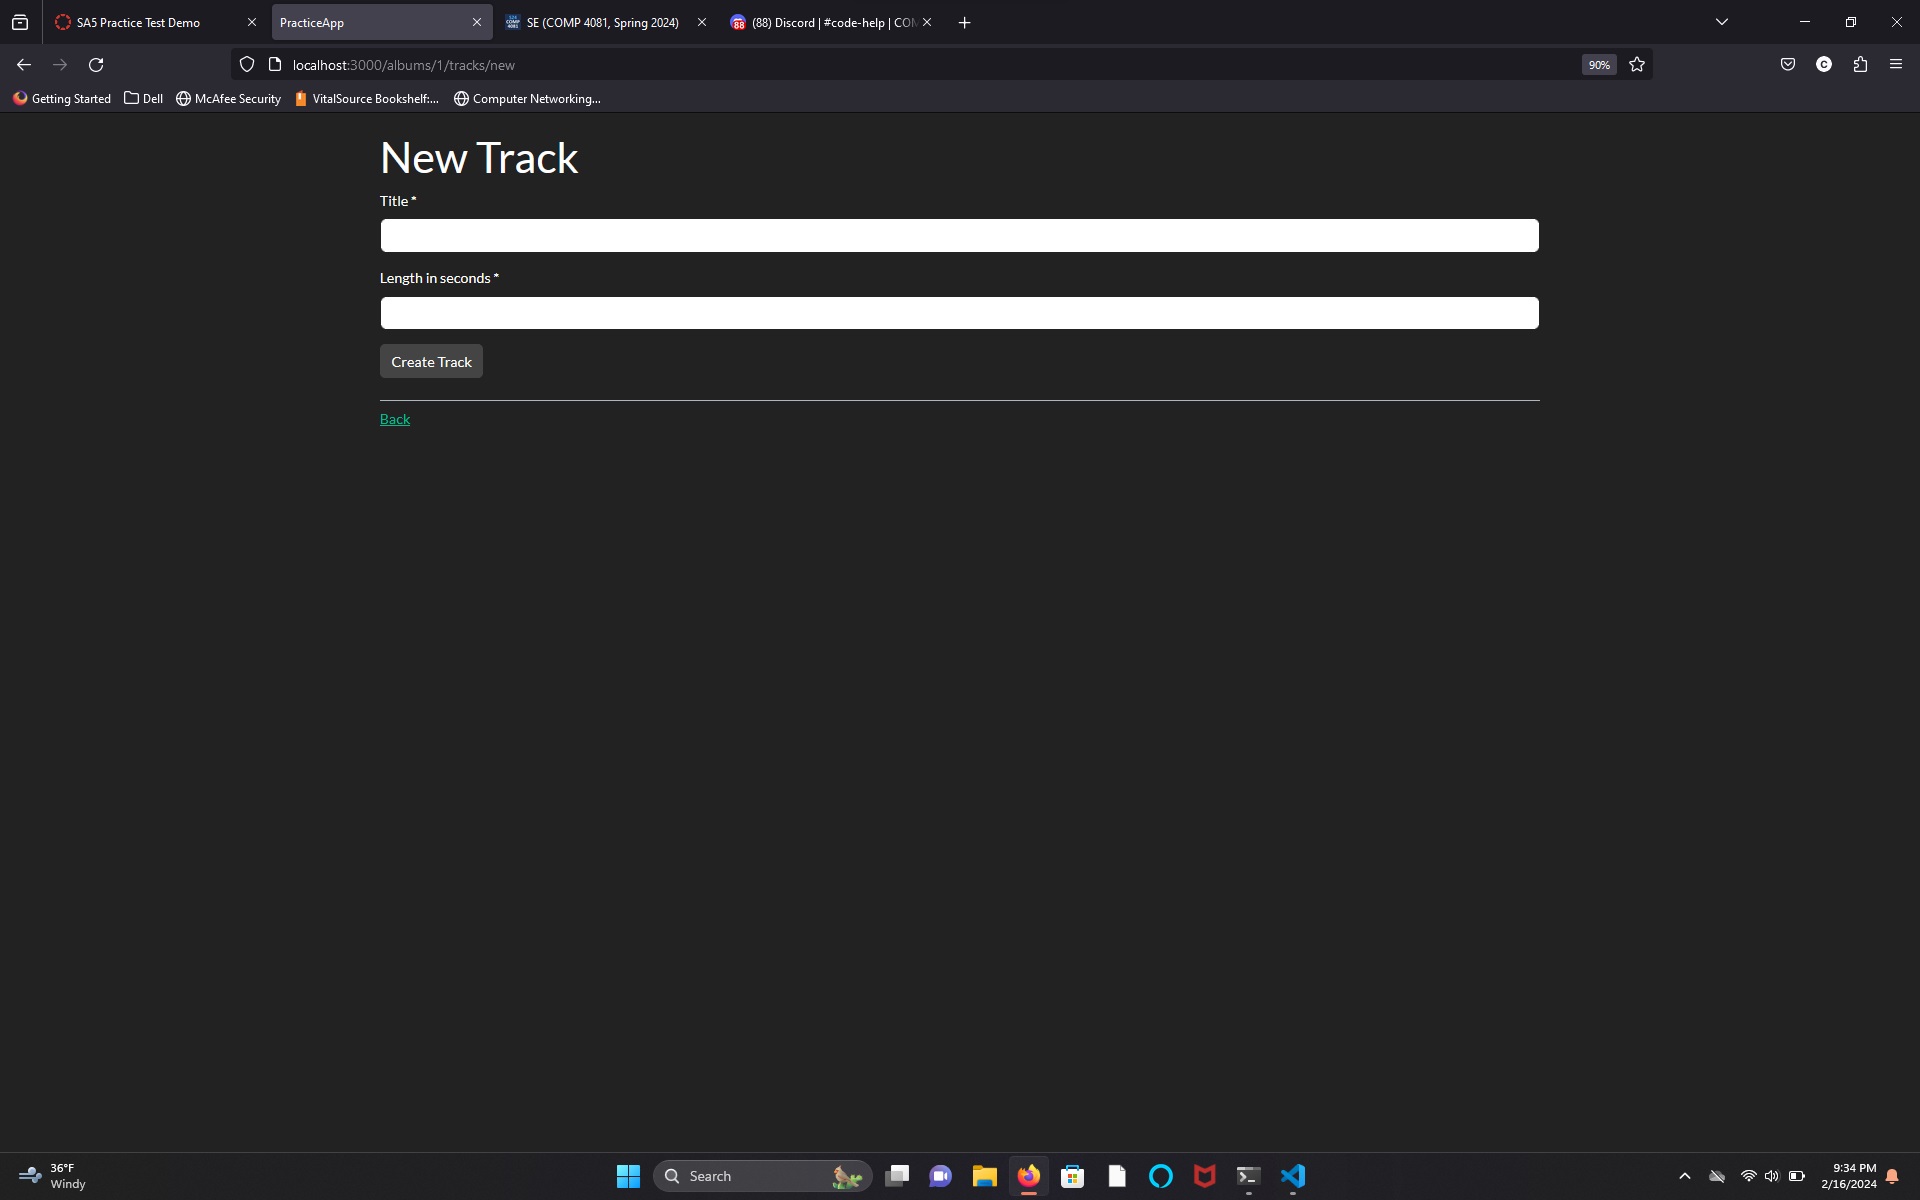 SA5 Practice Test Demo
PracticeApp
SE (COMP 4081, Spring 2024)
(88) Discord | #code-help | COM
localhost:3000/albums/1/tracks/new
90%
Getting Started
Dell
McAfee Security
VitalSource Bookshelf:...
Computer Networking...
New Track
Title *
Length in seconds *
Create Track
Back
36°F
Windy
Search
9:34 PM
2/16/2024